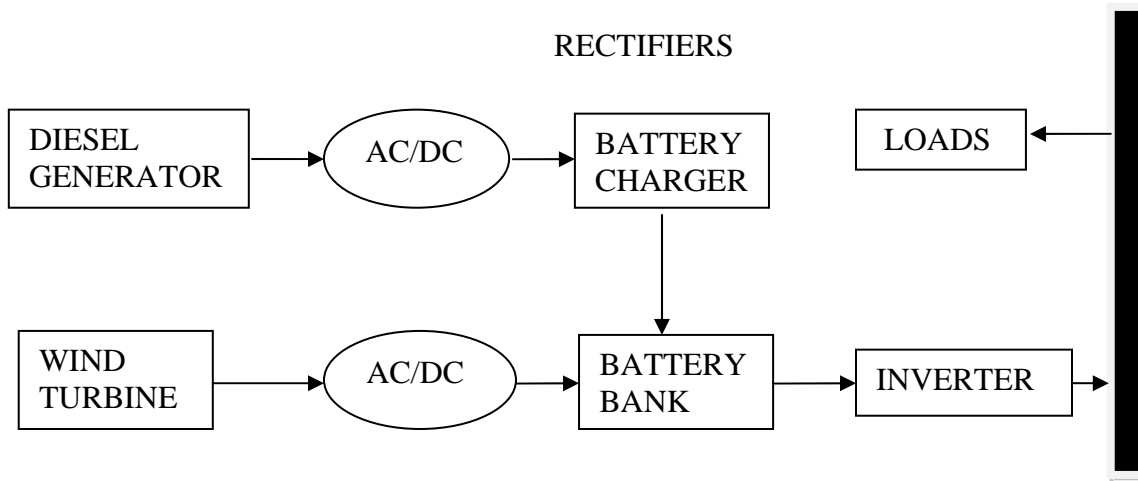 RECTIFIERS
DIESEL
GENERATOR
AC/DC
BATTERY
CHARGER
LOADS
WIND
TURBINE
AC/DC
BATTERY
BANK
INVERTER